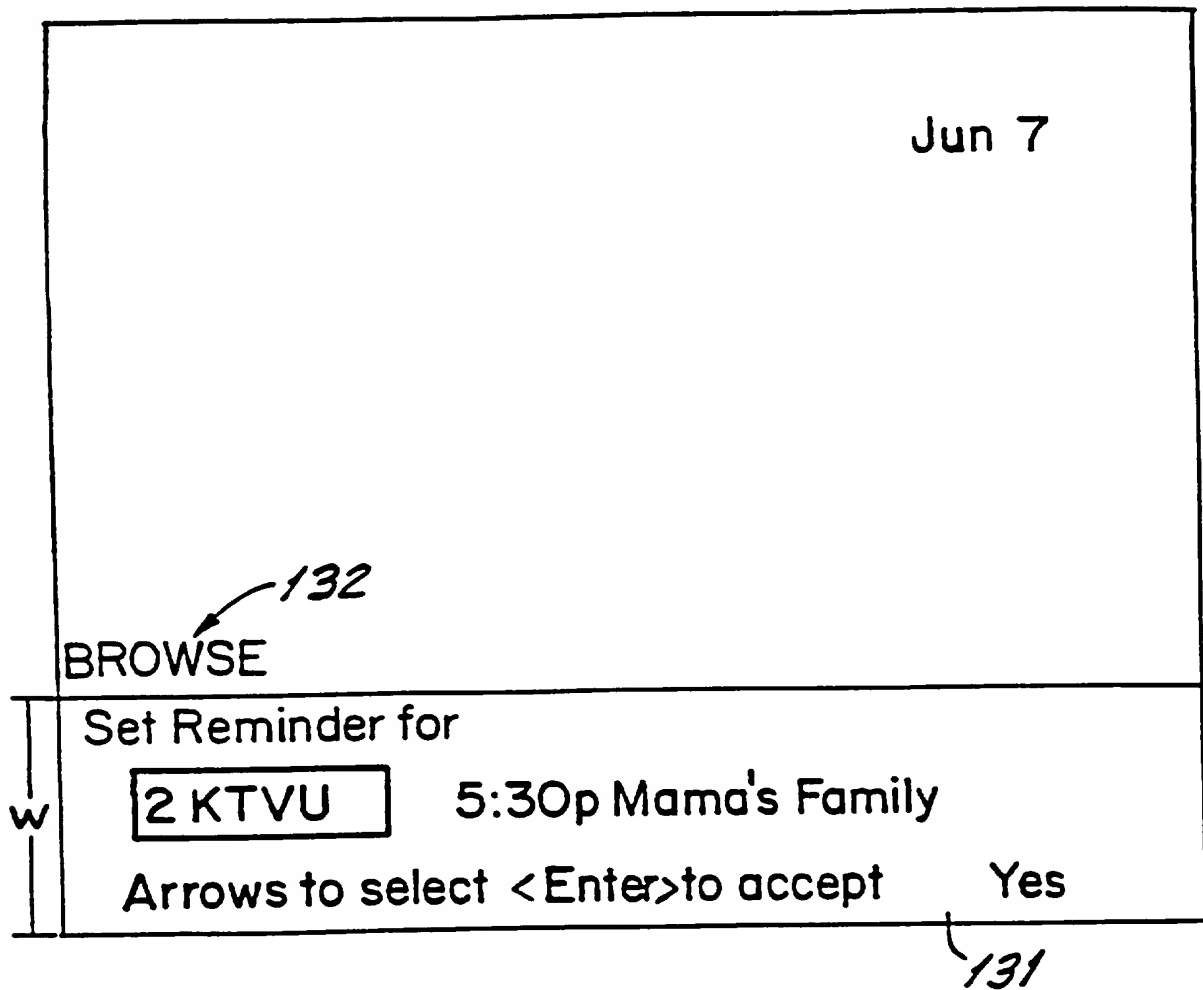 Jun 7
132
BROWSE
Set Reminder for
W
2 KTVU 5:30p Mama's Family
Arrows to select <Enter>to accept Yes
131